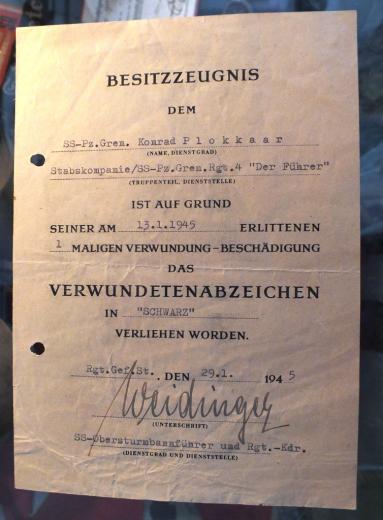 BESITZZEUGNIS
DEM
SS-Pz.Gren. Konrad Plokkaar
(NAME, DIENSTGRAD)
Stabskompanie/SS-Pz.Gren.Rgt.4 "Der Führer"
(TRUPPENTEIL, DIENSTSTELLE)
IST AUF GRUND
SEINER AM 13.1.1945 ERLITTENEN
1 MALIGEN VERWUNDUNG-BESCHÄDIGUNG
DAS
VERWUNDETENABZEICHEN
IN "SCHWARZ"
VERLIEHEN WORDEN.
Rgt.Gef.St., DEN 29.1. 1945
Weidinger
(UNTERSCHRIFT)
SS-Obersturmbannführer und Rgt.-Kdr.
(DIENSTGRAD UND DIENSTSTELLE)